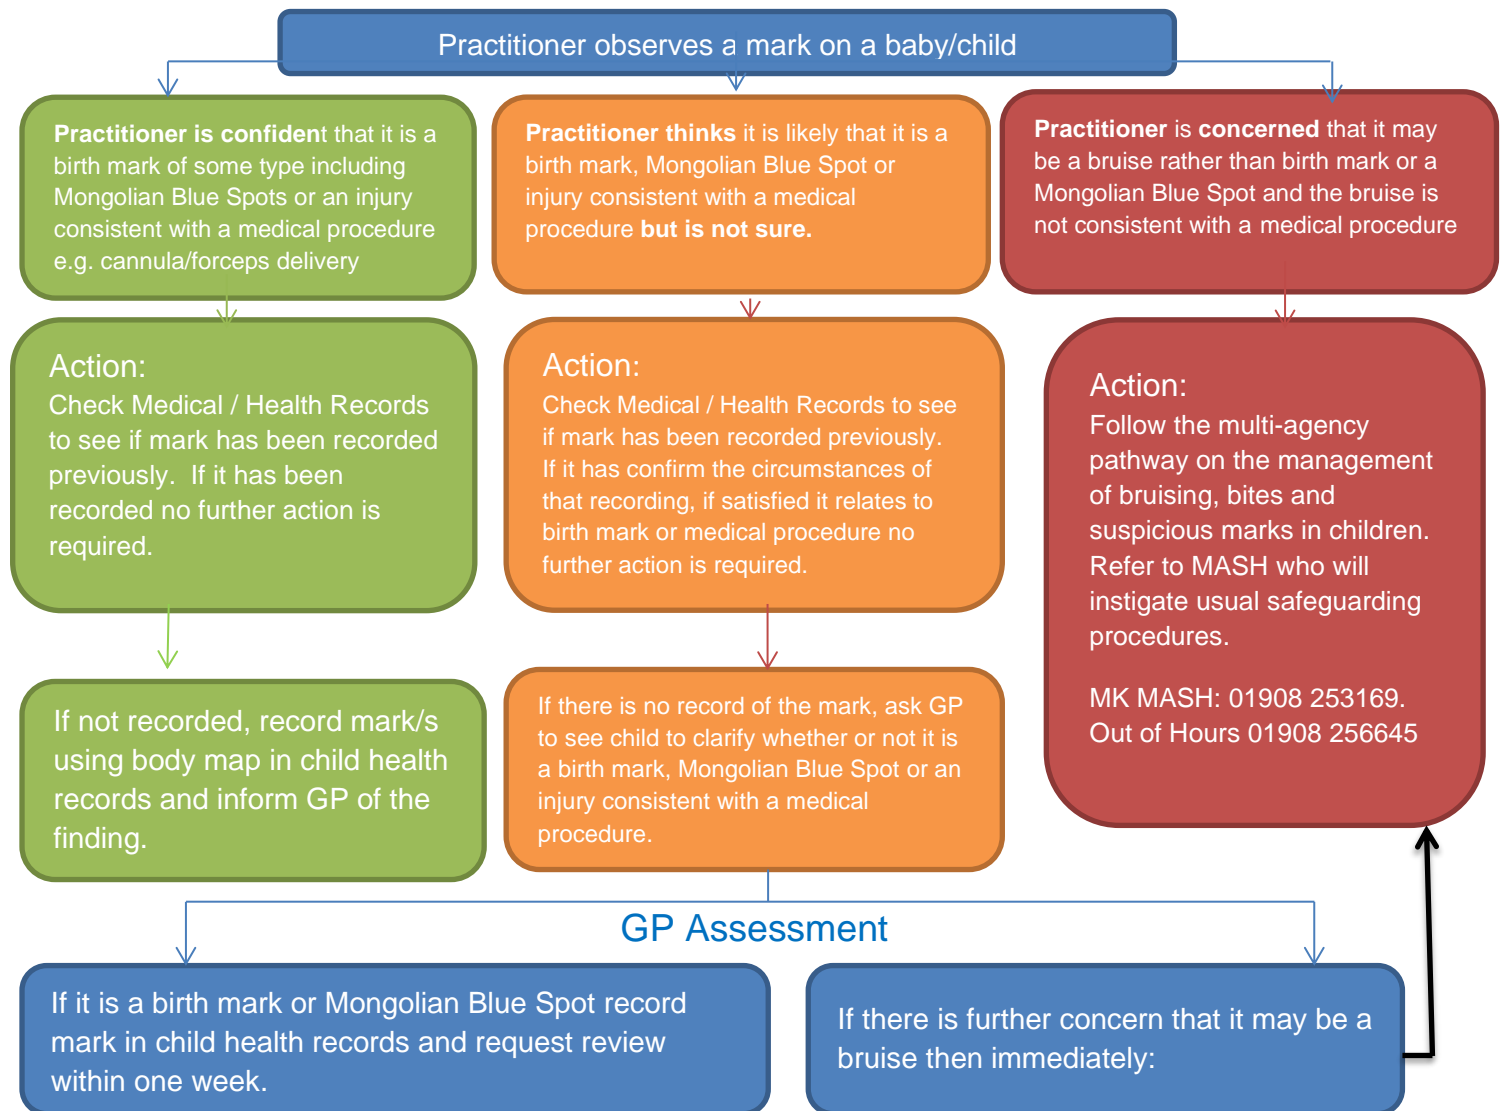 Practitioner observes a mark on a baby/child
Practitioner is confident that it is a
birth mark of some type including
Mongolian Blue Spots or an injury
consistent with a medical procedure
e.g. cannula/forceps delivery
Practitioner thinks it is likely that it is a
birth mark, Mongolian Blue Spot or
injury consistent with a medical
procedure but is not sure.
Practitioner is concerned that it may
be a bruise rather than birth mark or a
Mongolian Blue Spot and the bruise is
not consistent with a medical procedure
Action:
Check Medical / Health Records
to see if mark has been recorded
previously. If it has been
recorded no further action is
required.
Action:
Check Medical / Health Records to see
if mark has been recorded previously.
If it has confirm the circumstances of
that recording, if satisfied it relates to
birth mark or medical procedure no
further action is required.
Action:
Follow the multi-agency
pathway on the management
of bruising, bites and
suspicious marks in children.
Refer to MASH who will
instigate usual safeguarding
procedures.
MK MASH: 01908 253169.
Out of Hours 01908 256645
If not recorded, record mark/s
using body map in child health
records and inform GP of the
finding.
If there is no record of the mark, ask GP
to see child to clarify whether or not it is
a birth mark, Mongolian Blue Spot or an
injury consistent with a medical
procedure.
GP Assessment
If it is a birth mark or Mongolian Blue Spot record
mark in child health records and request review
within one week.
If there is further concern that it may be a
bruise then immediately: